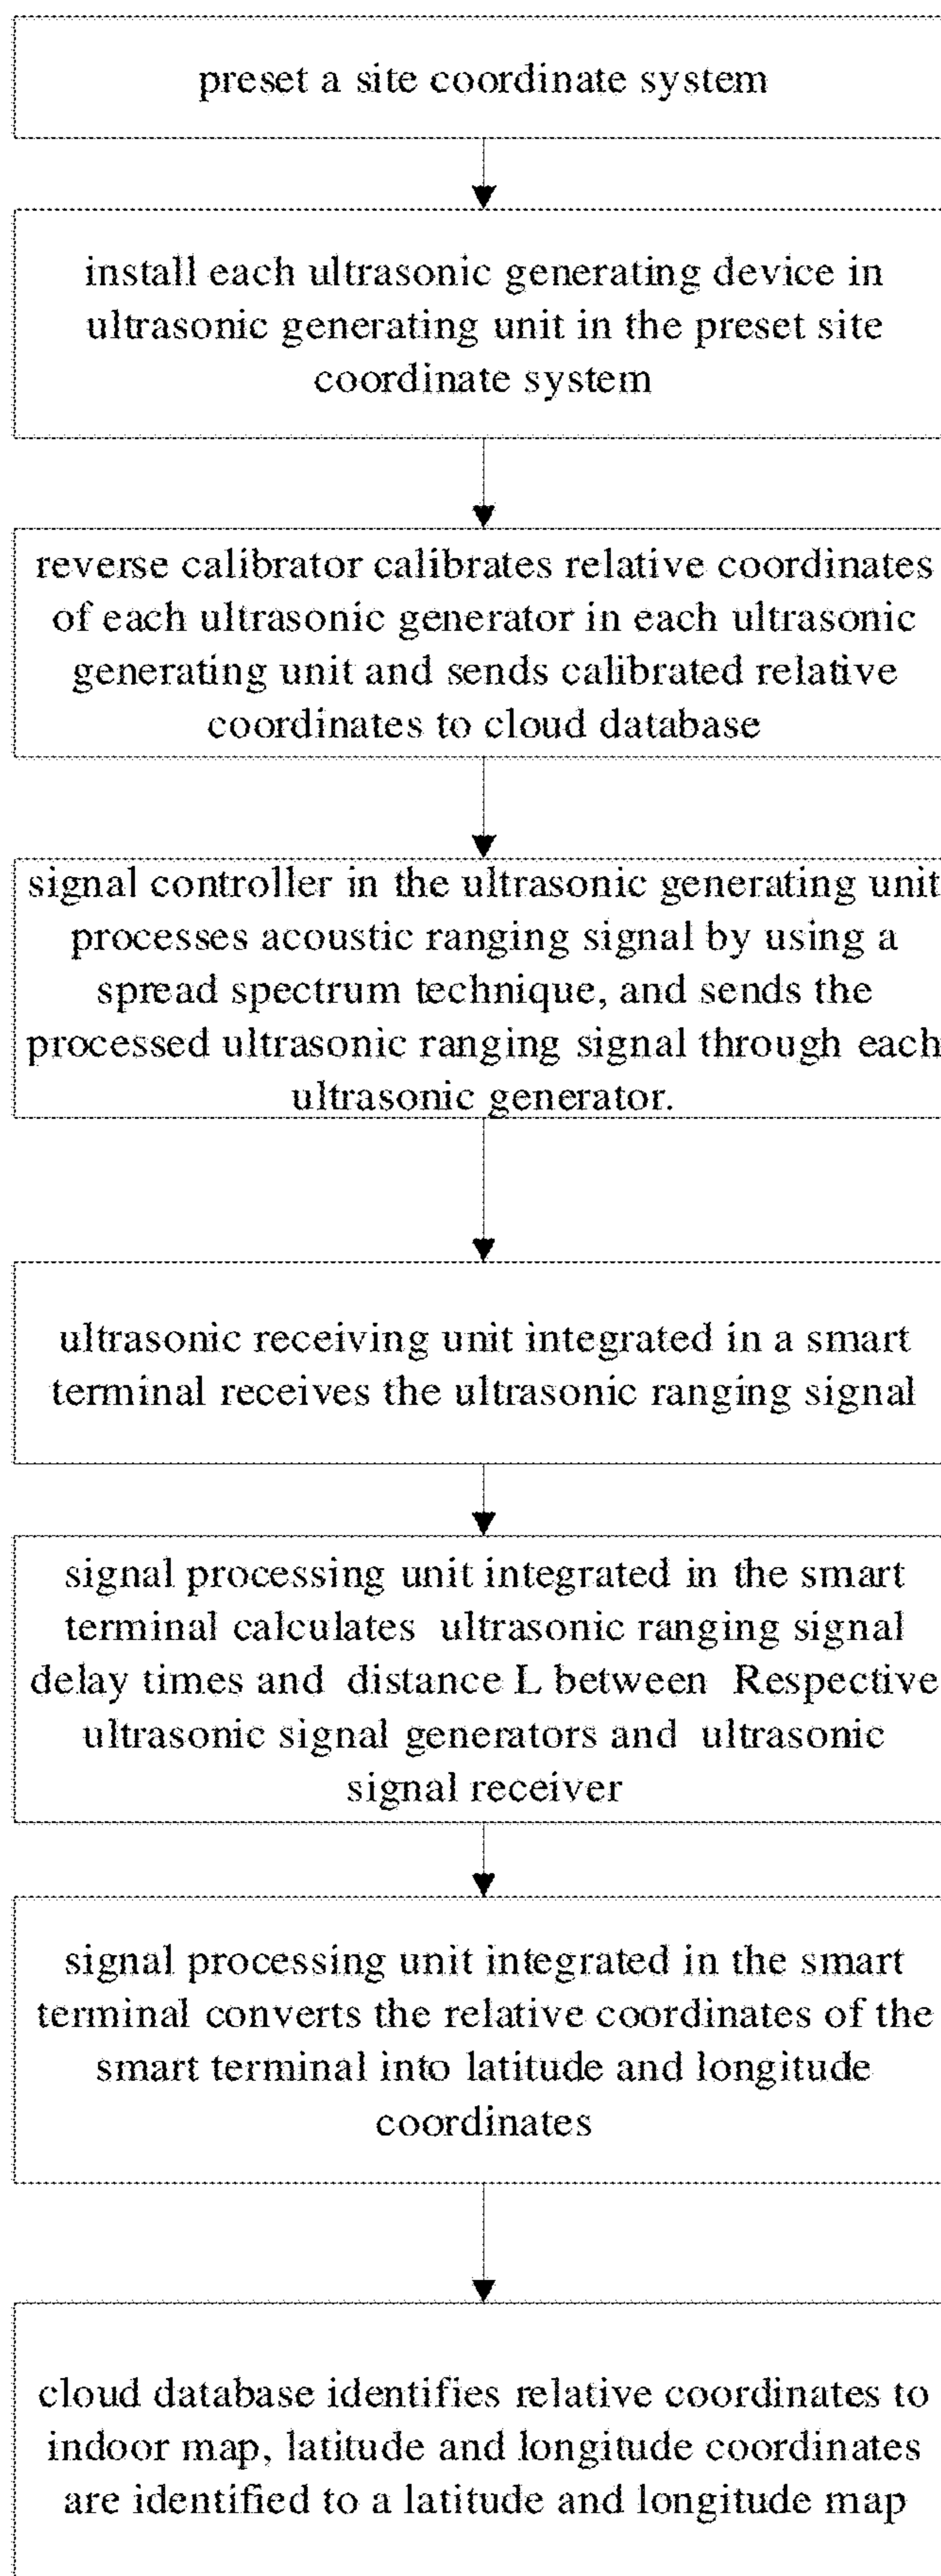 preset a site coordinate system
install each ultrasonic generating device in
ultrasonic generating unit in the preset site
coordinate system
reverse calibrator calibrates relative coordinates
of each ultrasonic generator in each ultrasonic
generating unit and sends calibrated relative
coordinates to cloud database
signal controller in the ultrasonic generating unit
processes acoustic ranging signal by using a
spread spectrum technique, and sends the
processed ultrasonic ranging signal through each
ultrasonic generator.
ultrasonic receiving unit integrated in a smart
terminal receives the ultrasonic ranging signal
signal processing unit integrated in the smart
terminal calculates ultrasonic ranging signal
delay times and distance L between Respective
ultrasonic signal generators and ultrasonic
signal receiver
signal processing unit integrated in the smart
terminal converts the relative coordinates of the
smart terminal into latitude and longitude
coordinates
cloud database identifies relative coordinates to
indoor map, latitude and longitude coordinates
are identified to a latitude and longitude map